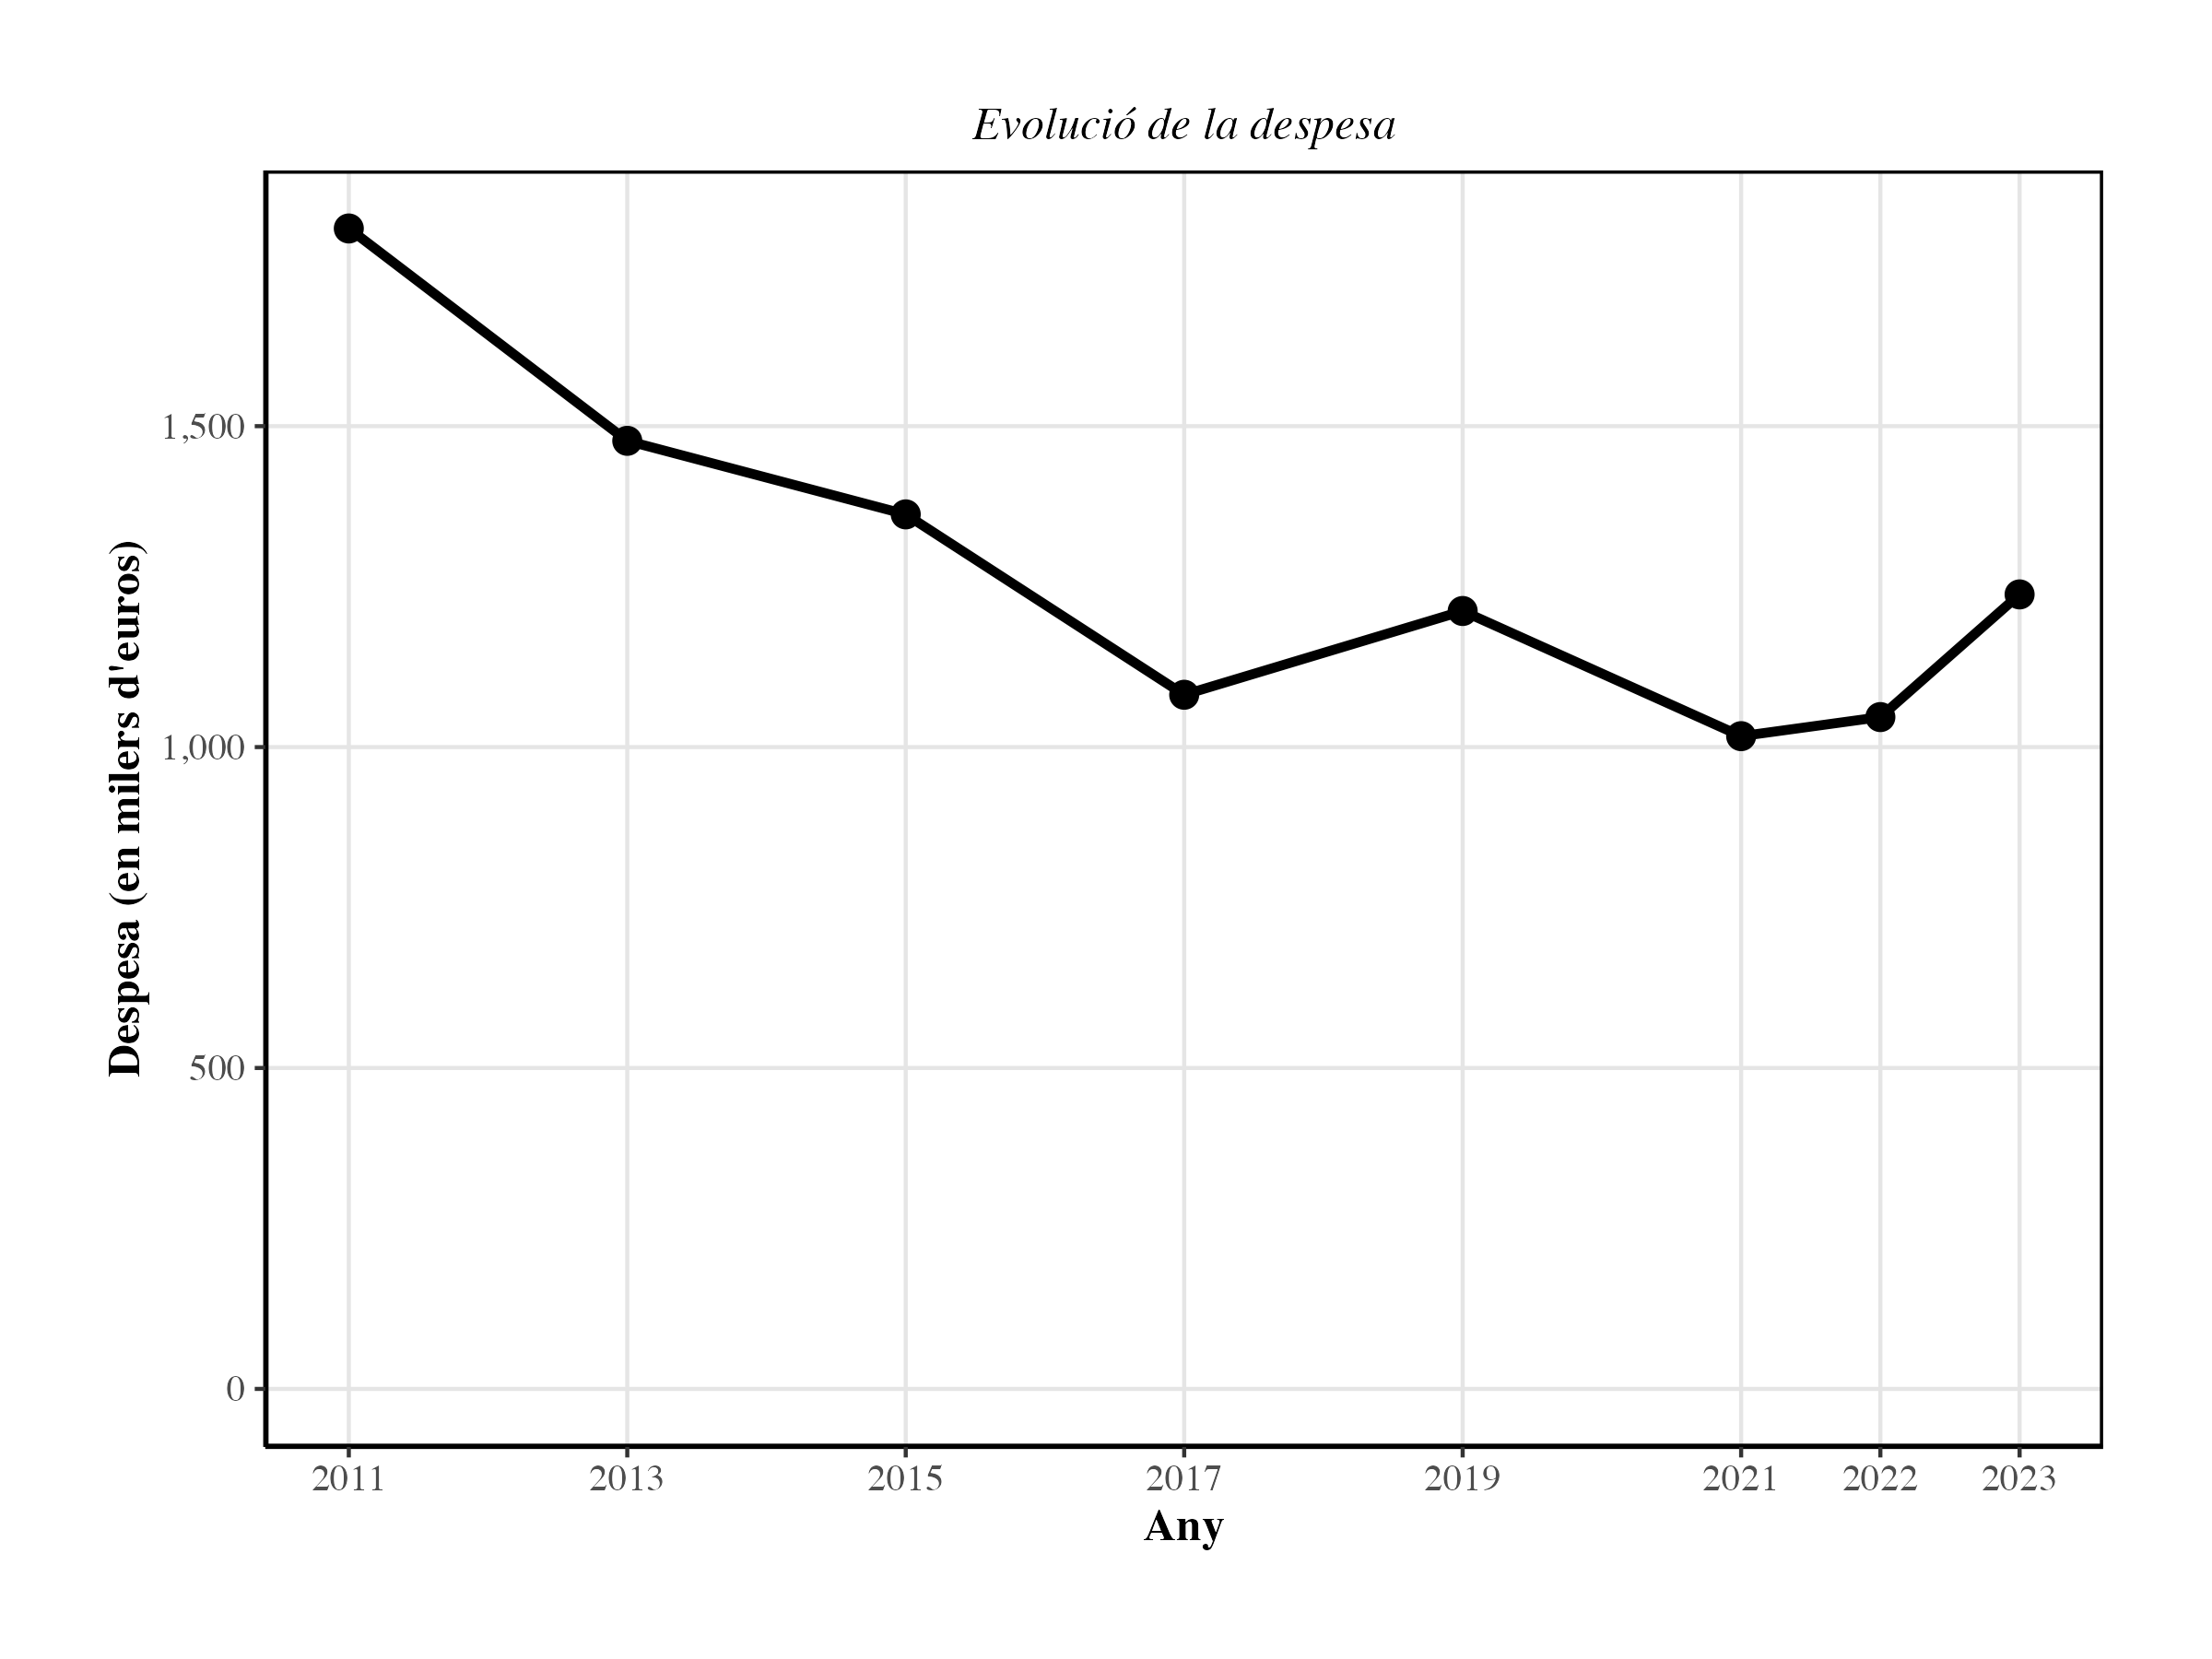 Evolució de la despesa
Despesa (en milers d'euros)
1,500
1,000
500
0
2011 2013 2015 2017 2019 2021 2022 2023
Any